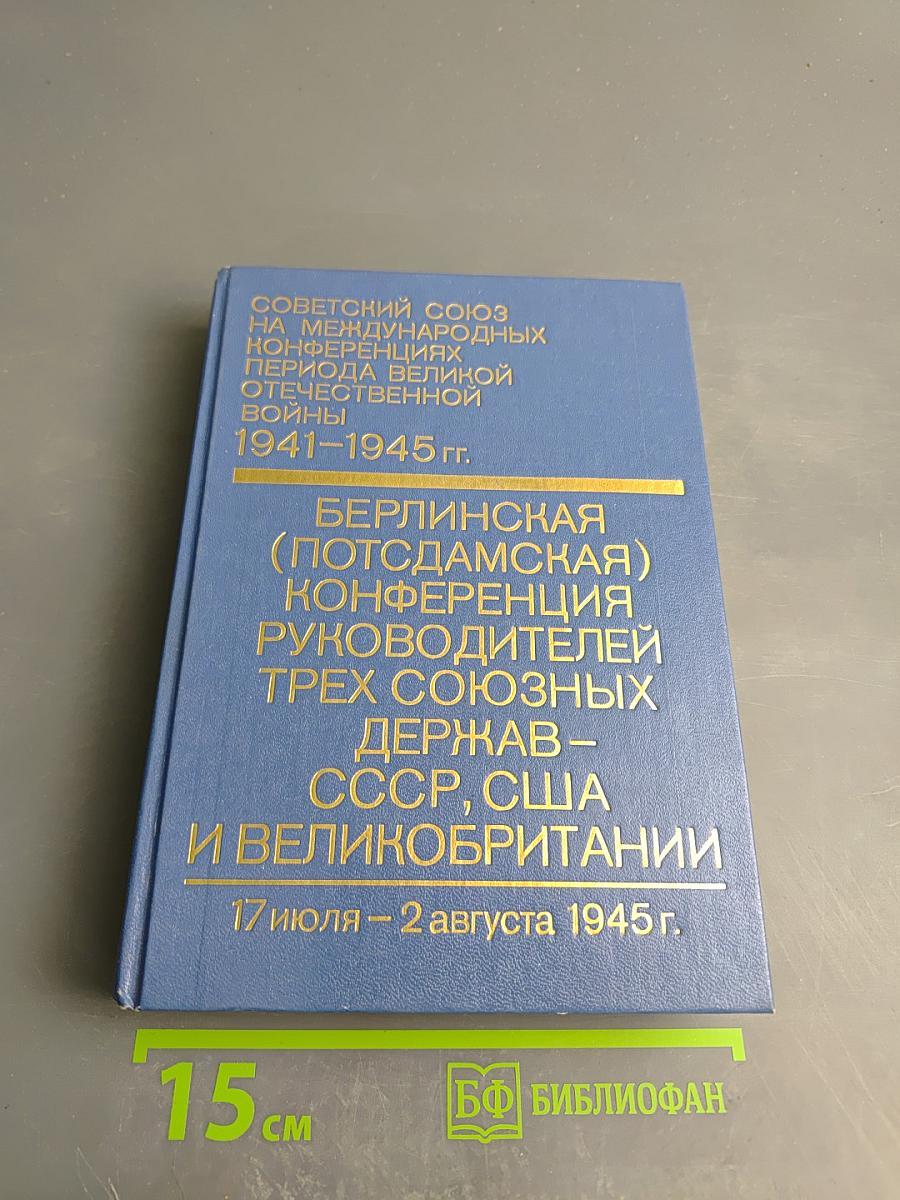 СОВЕТСКИЙ СОЮЗ
НА МЕЖДУНАРОДНЫХ
КОНФЕРЕНЦИЯХ
ПЕРИОДА ВЕЛИКОЙ
ОТЕЧЕСТВЕННОЙ
ВОЙНЫ
1941–1945 гг.
БЕРЛИНСКАЯ
(ПОТСДАМСКАЯ)
КОНФЕРЕНЦИЯ
РУКОВОДИТЕЛЕЙ
ТРЕХ СОЮЗНЫХ
ДЕРЖАВ –
СССР, США
И ВЕЛИКОБРИТАНИИ
17 июля – 2 августа 1945 г.
15 см
БФ БИБЛИОФАН